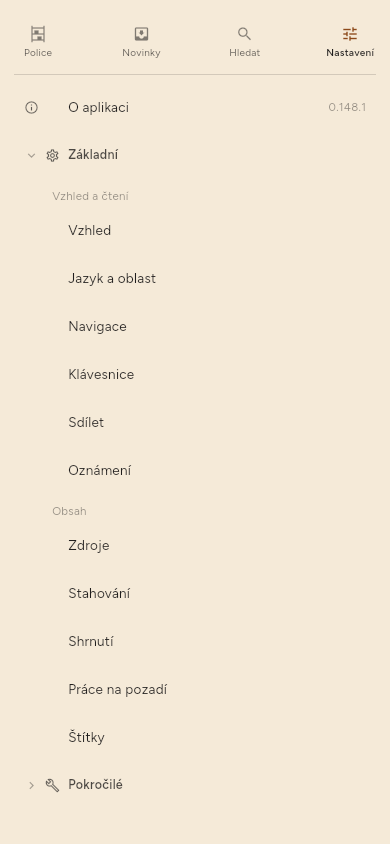 Police
Novinky
Hledat
Nastavení
O aplikaci
0.148.1
Základní
Vzhled a čteni
Vzhled
Jazyk a oblast
Navigace
Klávesnice
Sdílet
Oznámení
Obsah
Zdroje
Stahování
Shrnutí
Práce na pozadí
Štítky
Pokročilé